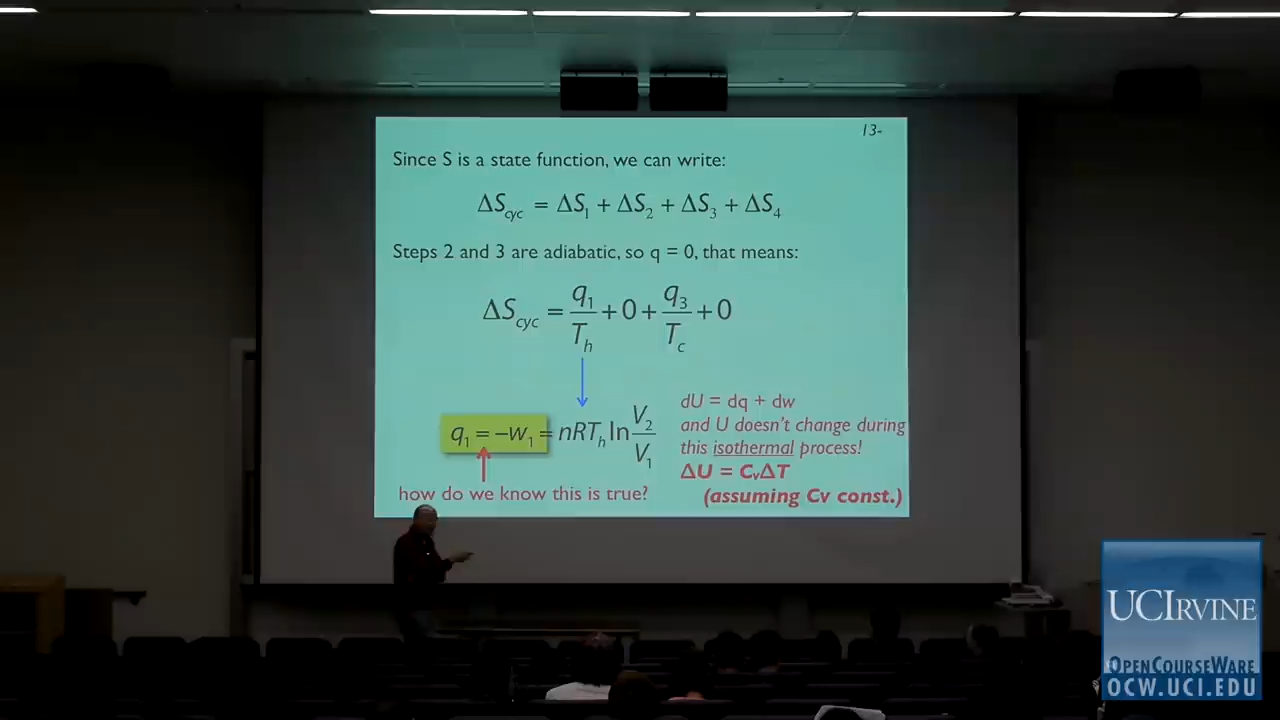 13-
Since S is a state function, we can write:
ΔS_cyc = ΔS_1 + ΔS_2 + ΔS_3 + ΔS_4
Steps 2 and 3 are adiabatic, so q = 0, that means:
ΔS_cyc = q_1/T_h + 0 + q_3/T_c + 0
q_1 = -w_1 = nRT_h ln V_2/V_1
how do we know this is true?
dU = dq + dw
and U doesn't change during
this isothermal process!
ΔU = CvΔT
(assuming Cv const.)
UCIRVINE
OPENCOURSEWARE
OCW.UCI.EDU